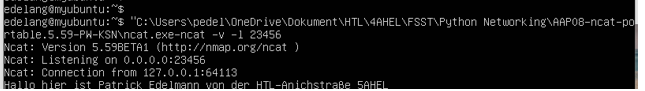 edelang@myubuntu:~$
edelang@myubuntu:~$ "C:\Users\pedel\OneDrive\Dokument\HTL\4AHEL\FSST\Python Networking\AAP08-ncat-po
rtable.5.59-PW-KSN\ncat.exe-ncat -v -l 23456
Ncat: Version 5.59BETA1 (http://nmap.org/ncat )
Ncat: Listening on 0.0.0.0:23456
Ncat: Connection from 127.0.0.1:64113
Hallo hier ist Patrick Edelmann von der HTL-Anichstraße 5AHEL